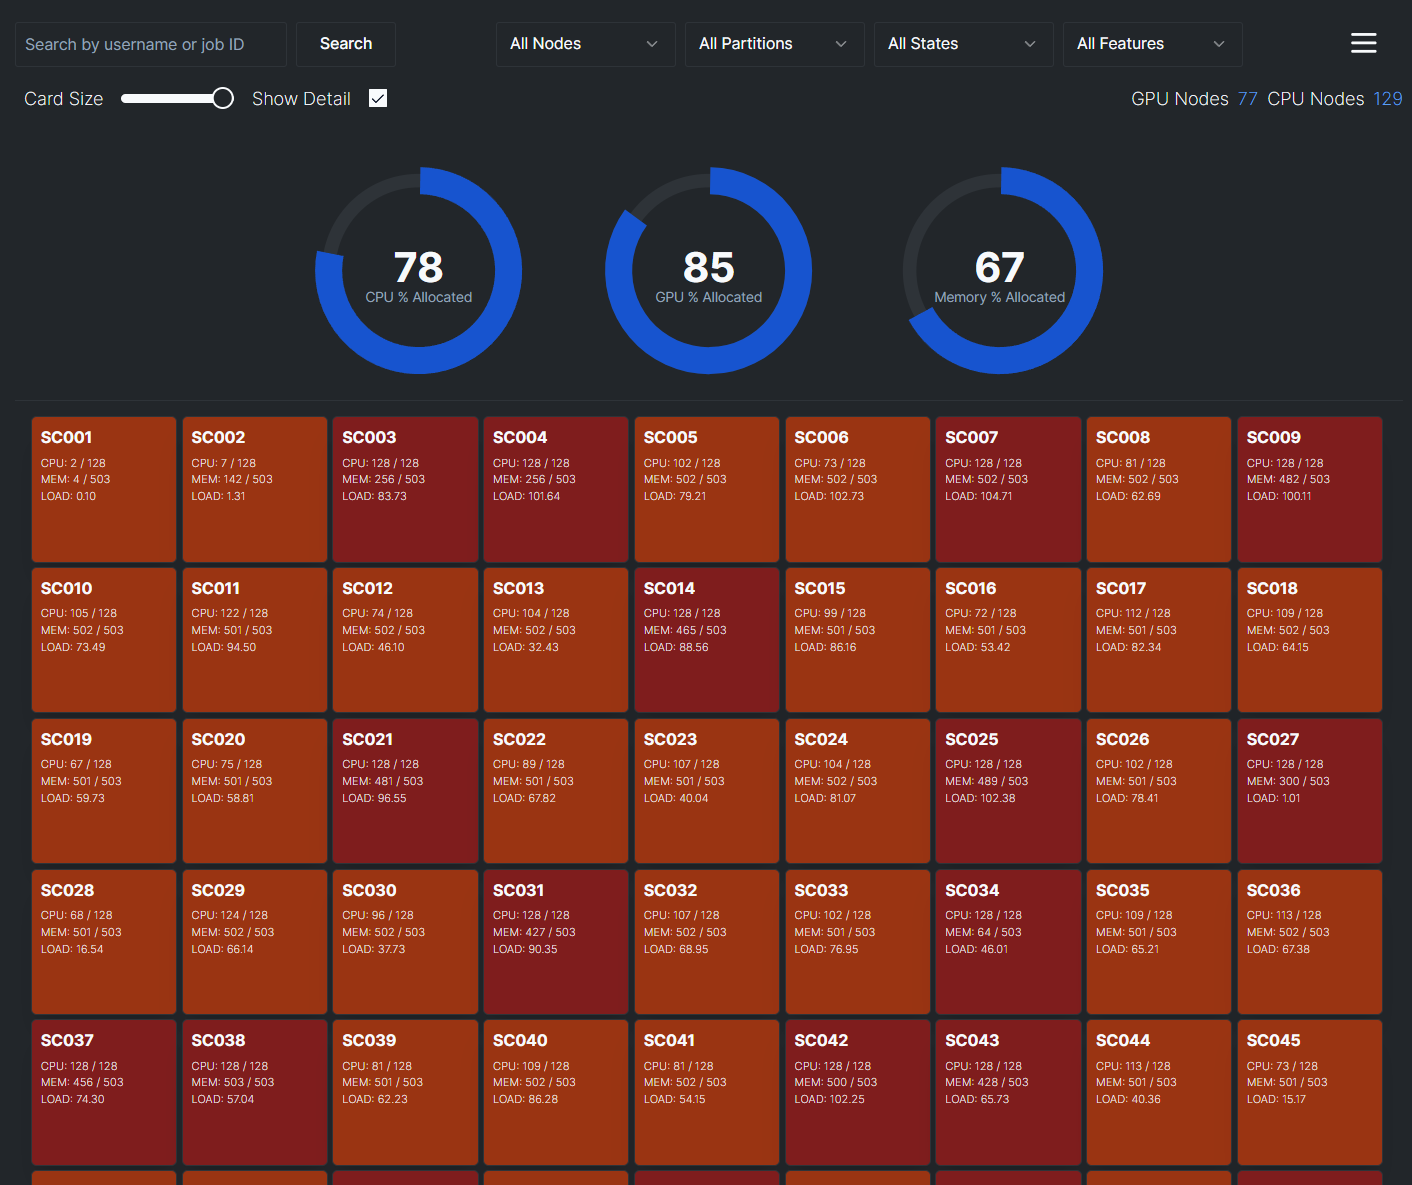 Search by username or job ID
Search
All Nodes
All Partitions
All States
All Features
Card Size
Show Detail
GPU Nodes 77 CPU Nodes 129
78
CPU % Allocated
85
GPU % Allocated
67
Memory % Allocated
SC001
CPU: 2 / 128
MEM: 4 / 503
LOAD: 0.10
SC002
CPU: 7 / 128
MEM: 142 / 503
LOAD: 1.31
SC003
CPU: 128 / 128
MEM: 256 / 503
LOAD: 83.73
SC004
CPU: 128 / 128
MEM: 256 / 503
LOAD: 101.64
SC005
CPU: 102 / 128
MEM: 502 / 503
LOAD: 79.21
SC006
CPU: 73 / 128
MEM: 502 / 503
LOAD: 102.73
SC007
CPU: 128 / 128
MEM: 502 / 503
LOAD: 104.71
SC008
CPU: 81 / 128
MEM: 502 / 503
LOAD: 62.69
SC009
CPU: 128 / 128
MEM: 482 / 503
LOAD: 100.11
SC010
CPU: 105 / 128
MEM: 502 / 503
LOAD: 73.49
SC011
CPU: 122 / 128
MEM: 501 / 503
LOAD: 94.50
SC012
CPU: 74 / 128
MEM: 502 / 503
LOAD: 46.10
SC013
CPU: 104 / 128
MEM: 502 / 503
LOAD: 32.43
SC014
CPU: 128 / 128
MEM: 465 / 503
LOAD: 88.56
SC015
CPU: 99 / 128
MEM: 501 / 503
LOAD: 86.16
SC016
CPU: 72 / 128
MEM: 501 / 503
LOAD: 53.42
SC017
CPU: 112 / 128
MEM: 501 / 503
LOAD: 82.34
SC018
CPU: 109 / 128
MEM: 502 / 503
LOAD: 64.15
SC019
CPU: 67 / 128
MEM: 501 / 503
LOAD: 59.73
SC020
CPU: 75 / 128
MEM: 501 / 503
LOAD: 58.81
SC021
CPU: 128 / 128
MEM: 481 / 503
LOAD: 96.55
SC022
CPU: 89 / 128
MEM: 501 / 503
LOAD: 67.82
SC023
CPU: 107 / 128
MEM: 501 / 503
LOAD: 40.04
SC024
CPU: 104 / 128
MEM: 502 / 503
LOAD: 81.07
SC025
CPU: 128 / 128
MEM: 489 / 503
LOAD: 102.38
SC026
CPU: 102 / 128
MEM: 501 / 503
LOAD: 78.41
SC027
CPU: 128 / 128
MEM: 300 / 503
LOAD: 1.01
SC028
CPU: 68 / 128
MEM: 501 / 503
LOAD: 16.54
SC029
CPU: 124 / 128
MEM: 502 / 503
LOAD: 66.14
SC030
CPU: 96 / 128
MEM: 502 / 503
LOAD: 37.73
SC031
CPU: 128 / 128
MEM: 427 / 503
LOAD: 90.35
SC032
CPU: 107 / 128
MEM: 502 / 503
LOAD: 68.95
SC033
CPU: 102 / 128
MEM: 501 / 503
LOAD: 76.95
SC034
CPU: 128 / 128
MEM: 64 / 503
LOAD: 46.01
SC035
CPU: 109 / 128
MEM: 501 / 503
LOAD: 65.21
SC036
CPU: 113 / 128
MEM: 502 / 503
LOAD: 67.38
SC037
CPU: 128 / 128
MEM: 456 / 503
LOAD: 74.30
SC038
CPU: 128 / 128
MEM: 503 / 503
LOAD: 57.04
SC039
CPU: 81 / 128
MEM: 501 / 503
LOAD: 62.23
SC040
CPU: 109 / 128
MEM: 502 / 503
LOAD: 86.28
SC041
CPU: 81 / 128
MEM: 502 / 503
LOAD: 54.15
SC042
CPU: 128 / 128
MEM: 500 / 503
LOAD: 102.25
SC043
CPU: 128 / 128
MEM: 428 / 503
LOAD: 65.73
SC044
CPU: 113 / 128
MEM: 501 / 503
LOAD: 40.36
SC045
CPU: 73 / 128
MEM: 501 / 503
LOAD: 15.17